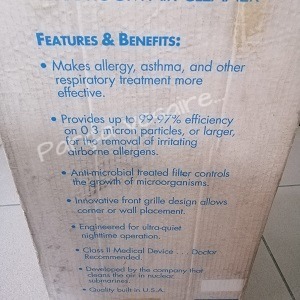 AIR CLEANER
FEATURES & BENEFITS:
• Makes allergy, asthma, and other
respiratory treatment more
effective.
• Provides up to 99.97% efficiency
on 0.3 micron particles, or larger,
for the removal of irritating
airborne allergens.
• Anti-microbial treated filter controls
the growth of microorganisms.
• Innovative front grille design allows
corner or wall placement.
• Engineered for ultra-quiet
nighttime operation.
• Class II Medical Device . . . Doctor
Recommended.
• Developed by the company that
cleans the air in nuclear
submarines.
• Quality built in U.S.A.